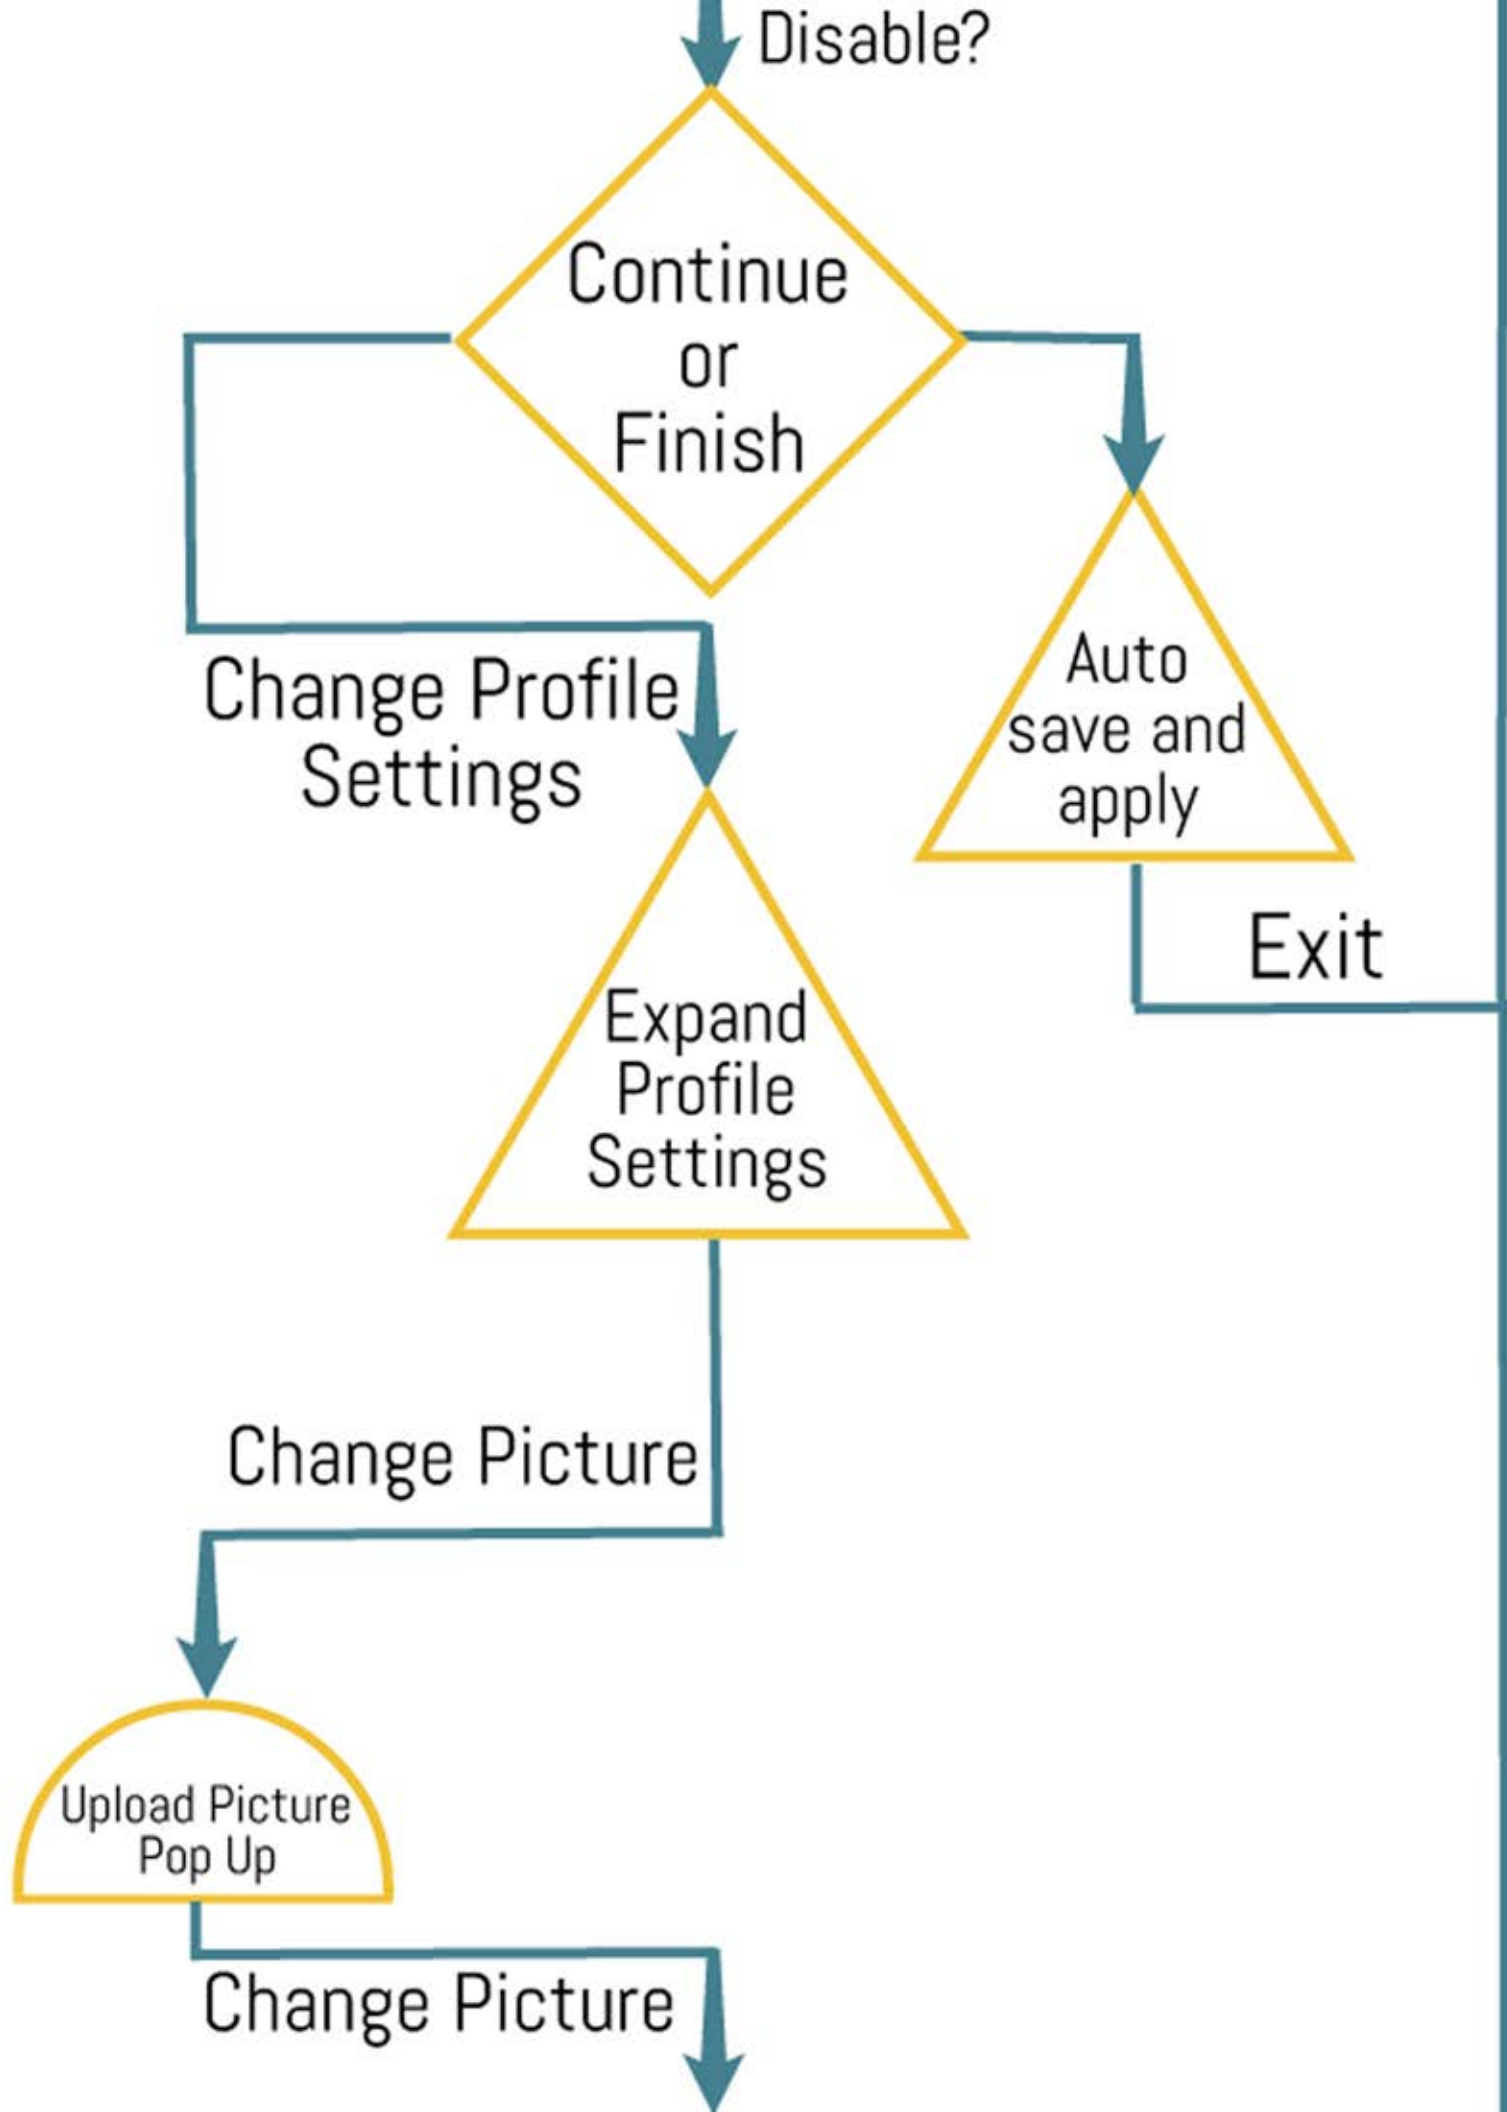 Disable?
Continue
or
Finish
Change Profile
Settings
Auto
save and
apply
Exit
Expand
Profile
Settings
Change Picture
Upload Picture
Pop Up
Change Picture